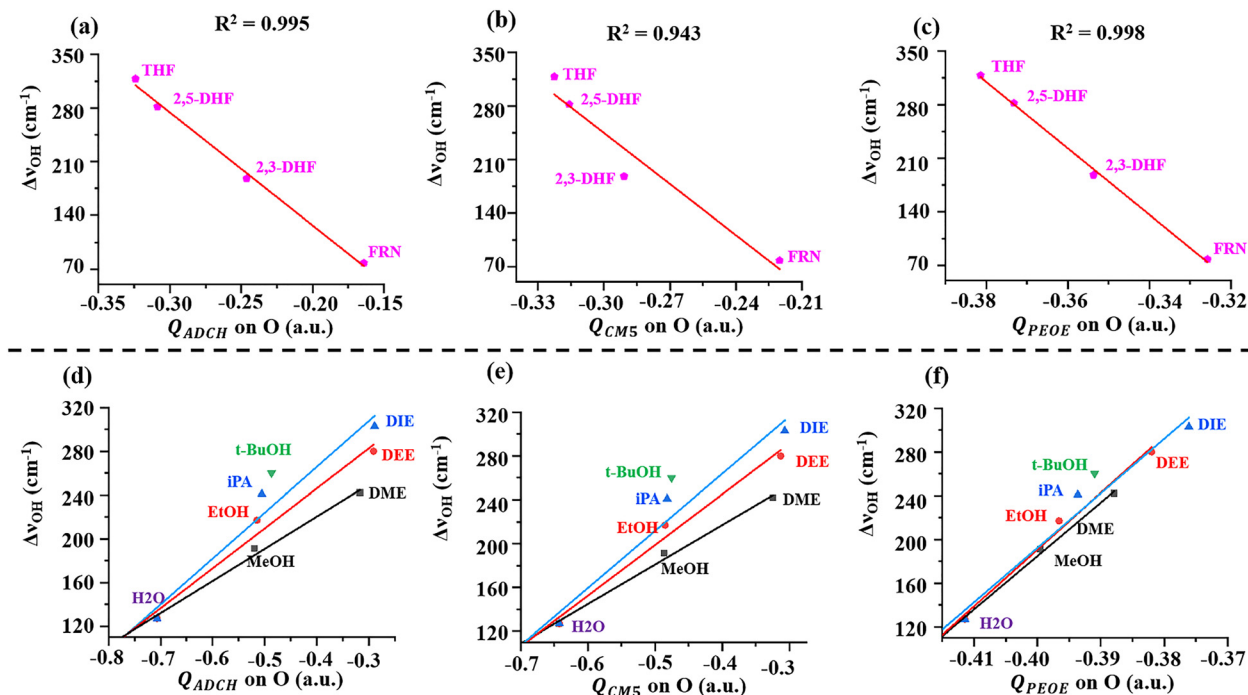 (a)
R² = 0.995
350
280
210
140
70
Δν_OH (cm⁻¹)
THF
2,5-DHF
2,3-DHF
FRN
-0.35 -0.30 -0.25 -0.20 -0.15
Q_ADCH on O (a.u.)
(b)
R² = 0.943
350
280
210
140
70
Δν_OH (cm⁻¹)
THF
2,5-DHF
2,3-DHF
FRN
-0.33 -0.30 -0.27 -0.24 -0.21
Q_CM5 on O (a.u.)
(c)
R² = 0.998
350
280
210
140
70
Δν_OH (cm⁻¹)
THF
2,5-DHF
2,3-DHF
FRN
-0.38 -0.36 -0.34 -0.32
Q_PEOE on O (a.u.)
(d)
320
280
240
200
160
120
Δν_OH (cm⁻¹)
DIE
t-BuOH
DEE
iPA
DME
EtOH
MeOH
H2O
-0.8 -0.7 -0.6 -0.5 -0.4 -0.3
Q_ADCH on O (a.u.)
(e)
320
280
240
200
160
120
Δν_OH (cm⁻¹)
DIE
t-BuOH
DEE
iPA
DME
EtOH
MeOH
H2O
-0.7 -0.6 -0.5 -0.4 -0.3
Q_CM5 on O (a.u.)
(f)
320
280
240
200
160
120
Δν_OH (cm⁻¹)
DIE
t-BuOH
DEE
iPA
EtOH
DME
MeOH
H2O
-0.41 -0.40 -0.39 -0.38 -0.37
Q_PEOE on O (a.u.)